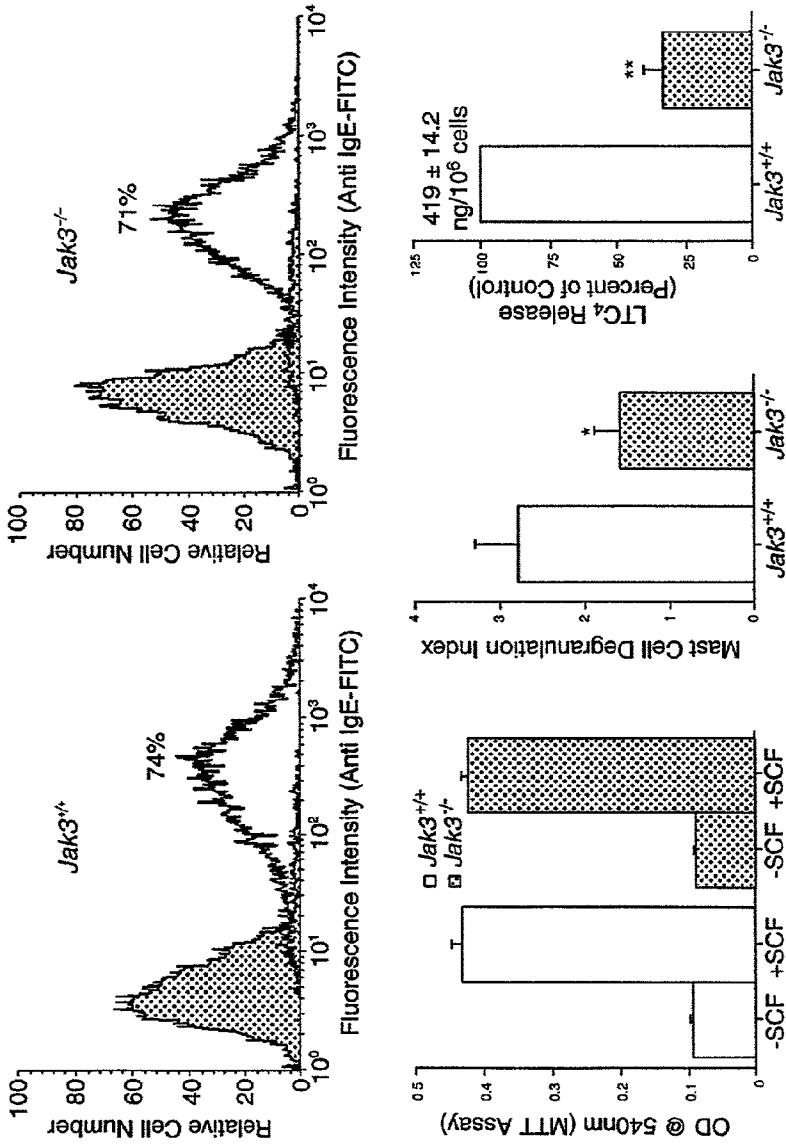 Jak3+/+
74%
100
80
60
40
20
0
Relative Cell Number
10⁰ 10¹ 10² 10³ 10⁴
Fluorescence Intensity (Anti IgE-FITC)
Jak3-/-
71%
100
80
60
40
20
0
Relative Cell Number
10⁰ 10¹ 10² 10³ 10⁴
Fluorescence Intensity (Anti IgE-FITC)
0.5
0.4
0.3
0.2
0.1
0
OD @ 540nm (MTT Assay)
Jak3+/+
Jak3-/-
-SCF +SCF -SCF +SCF
4
3
2
1
0
Mast Cell Degranulation Index
*
Jak3+/+ Jak3-/-
125
100
75
50
25
0
LTC₄ Release
(Percent of Control)
419 ± 14.2
ng/10⁶ cells
**
Jak3+/+ Jak3-/-